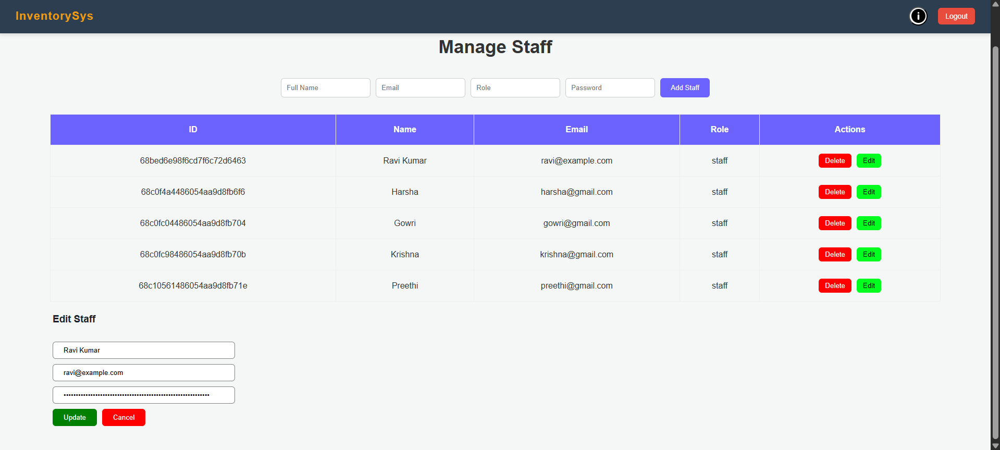 InventorySys
Logout
Manage Staff
Full Name Email Role Password Add Staff
ID Name Email Role Actions
68bed6e98f6cd7f6c72d6463 Ravi Kumar ravi@example.com staff Delete Edit
68c0f4a4486054aa9d8fb6f6 Harsha harsha@gmail.com staff Delete Edit
68c0fc04486054aa9d8fb704 Gowri gowri@gmail.com staff Delete Edit
68c0fc98486054aa9d8fb70b Krishna krishna@gmail.com staff Delete Edit
68c10561486054aa9d8fb71e Preethi preethi@gmail.com staff Delete Edit
Edit Staff
Ravi Kumar
ravi@example.com
Update Cancel